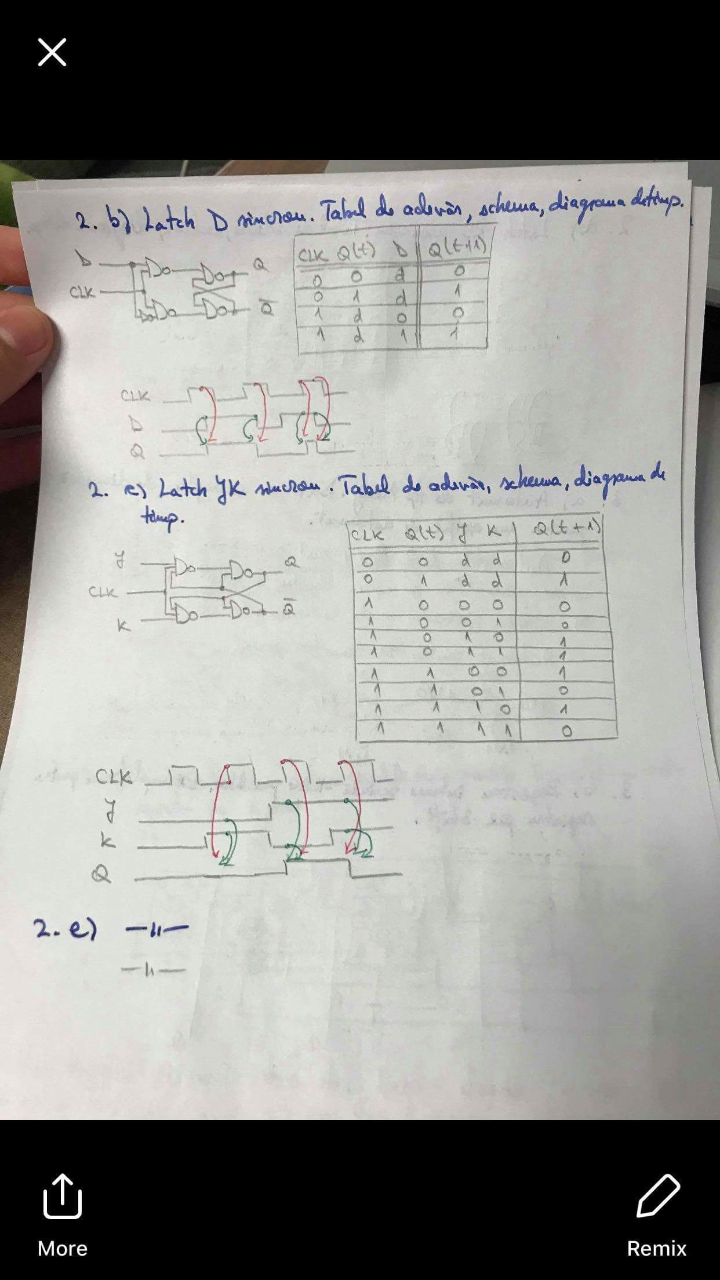 2. b) Latch D sincron. Tabel de adevăr, schema, diagrama de timp.
D
CLK
Q
Q̅
CLK Q(t) D Q(t+1)
0 0 d 0
0 1 d 1
1 d 0 0
1 d 1 1
CLK
D
Q
2. c) Latch JK sincron. Tabel de adevăr, schema, diagrama de
timp.
J
CLK
K
Q
Q̅
CLK Q(t) J K Q(t+1)
0 0 d d 0
0 1 d d 1
1 0 0 0 0
1 0 0 1 0
1 0 1 0 1
1 0 1 1 1
1 1 0 0 1
1 1 0 1 0
1 1 1 0 1
1 1 1 1 0
CLK
J
K
Q
2. e) —〃—
—〃—
More
Remix